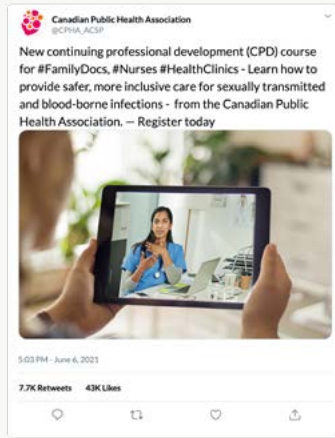 Canadian Public Health Association
@CPHA_ACSP
New continuing professional development (CPD) course
for #FamilyDocs, #Nurses #HealthClinics - Learn how to
provide safer, more inclusive care for sexually transmitted
and blood-borne infections - from the Canadian Public
Health Association. — Register today
5:03 PM · June 6, 2021
7.7K Retweets 43K Likes